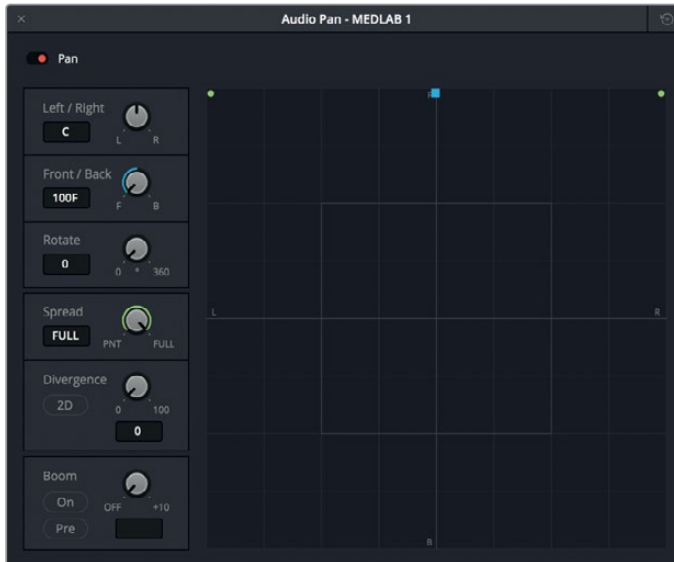 × Audio Pan - MEDLAB 1
Pan
Left / Right
C
L R
Front / Back
100F
F B
Rotate
0
0 ° 360
Spread
FULL
PNT FULL
Divergence
2D
0 100
0
Boom
On
OFF +10
Pre
F
L R
B